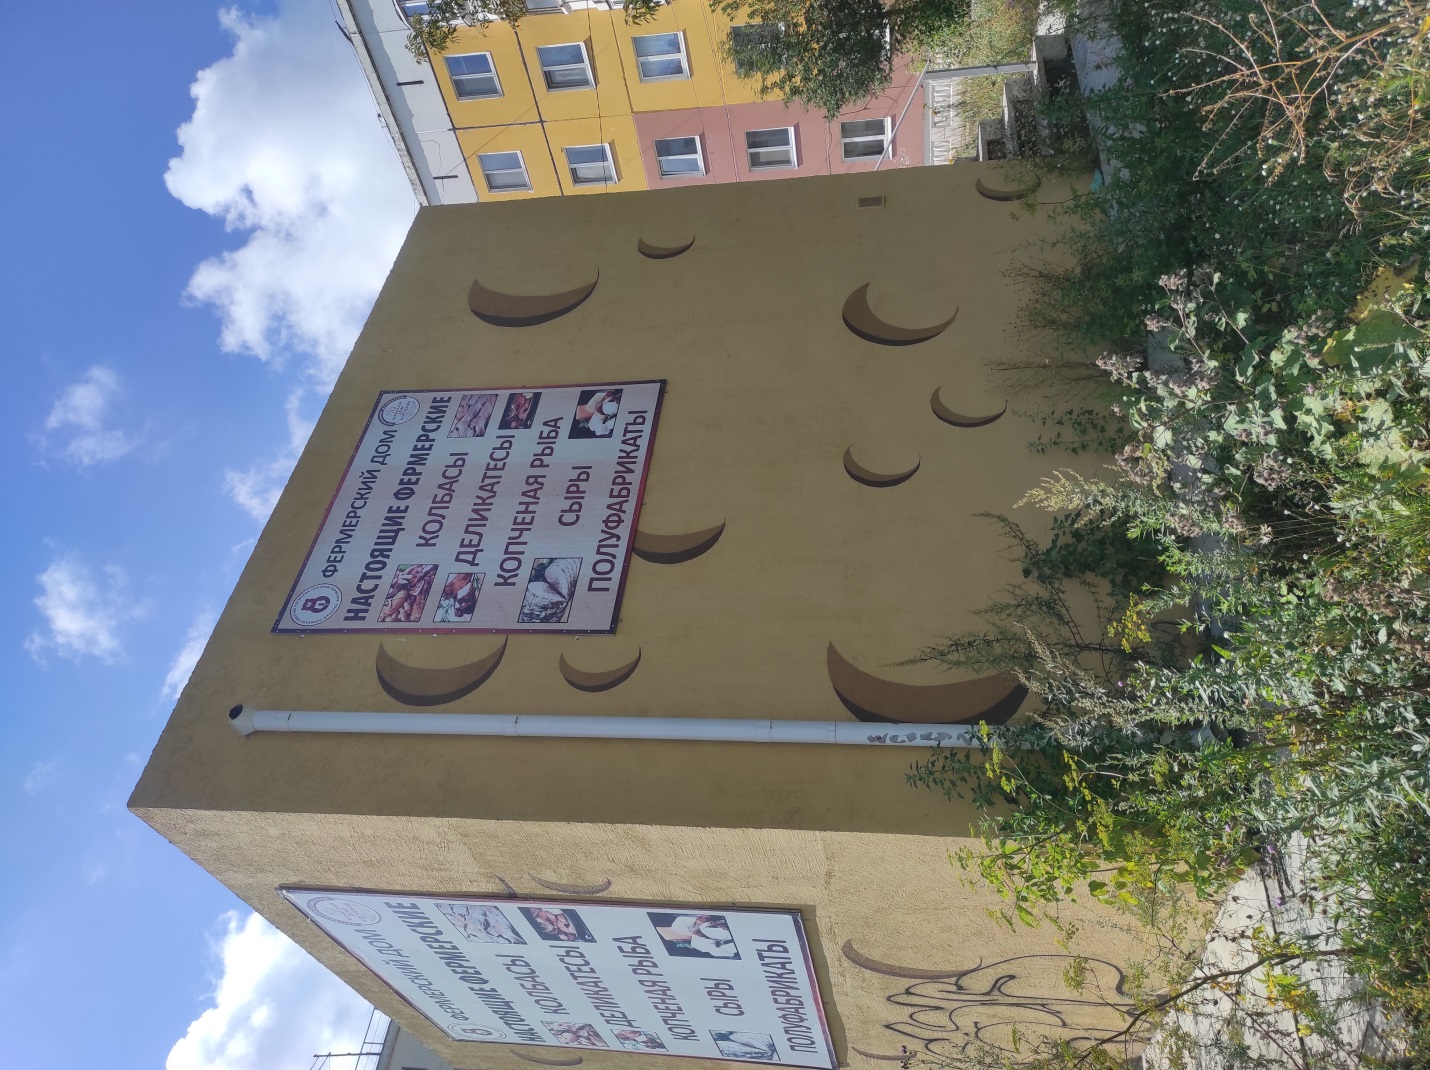 ФЕРМЕРСКИЙ ДОМ
НАСТОЯЩИЕ ФЕРМЕРСКИЕ
КОЛБАСЫ
ДЕЛИКАТЕСЫ
КОПЧЕНАЯ РЫБА
СЫРЫ
ПОЛУФАБРИКАТЫ
ФЕРМЕРСКИЙ ДОМ
НАСТОЯЩИЕ ФЕРМЕРСКИЕ
КОЛБАСЫ
ДЕЛИКАТЕСЫ
КОПЧЕНАЯ РЫБА
СЫРЫ
ПОЛУФАБРИКАТЫ